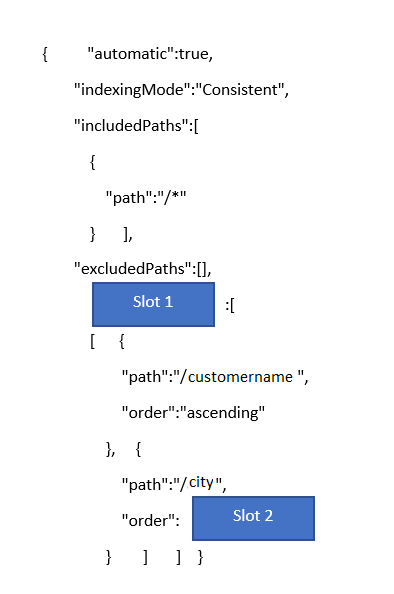 { "automatic":true,
"indexingMode":"Consistent",
"includedPaths":[
{
"path":"/*"
} ],
"excludedPaths":[],
Slot 1 :[
[ {
"path":"/customername ",
"order":"ascending"
}, {
"path":"/city",
"order": Slot 2
} ] ] }